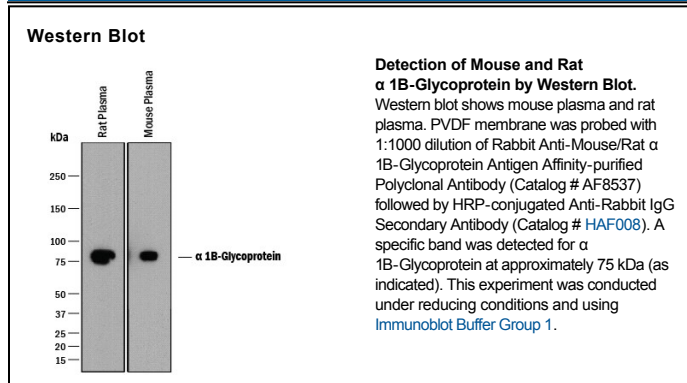 Western Blot
Rat Plasma
Mouse Plasma
kDa
250
150
100
75
50
37
25
20
15
α 1B-Glycoprotein
Detection of Mouse and Rat
α 1B-Glycoprotein by Western Blot.
Western blot shows mouse plasma and rat
plasma. PVDF membrane was probed with
1:1000 dilution of Rabbit Anti-Mouse/Rat α
1B-Glycoprotein Antigen Affinity-purified
Polyclonal Antibody (Catalog # AF8537)
followed by HRP-conjugated Anti-Rabbit IgG
Secondary Antibody (Catalog # HAF008). A
specific band was detected for α
1B-Glycoprotein at approximately 75 kDa (as
indicated). This experiment was conducted
under reducing conditions and using
Immunoblot Buffer Group 1.